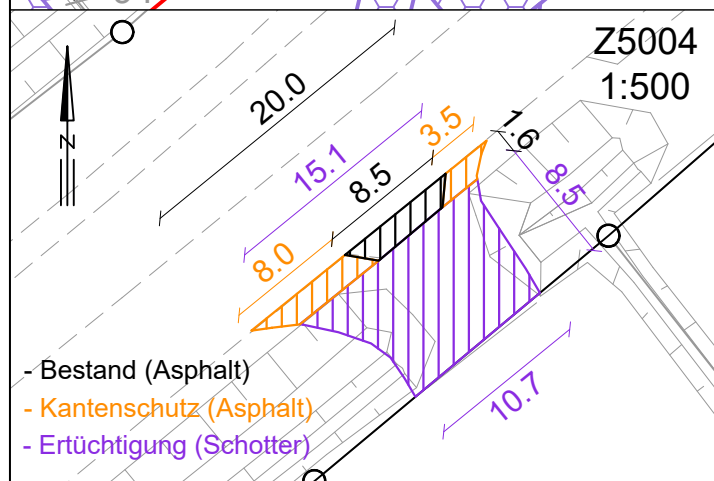 Z5004
1:500
N
20.0
15.1
8.5
3.5
1.6
8.5
8.0
10.7
- Bestand (Asphalt)
- Kantenschutz (Asphalt)
- Ertüchtigung (Schotter)